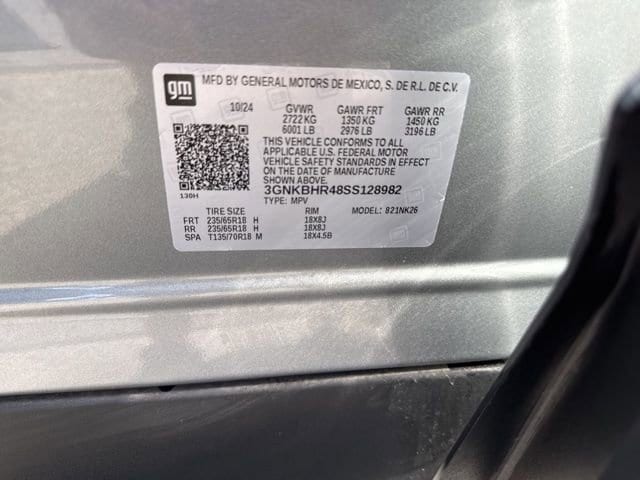 gm MFD BY GENERAL MOTORS DE MEXICO, S. DE R.L. DE C.V.
10/24 GVWR GAWR FRT GAWR RR
2722 KG 1350 KG 1450 KG
6001 LB 2976 LB 3196 LB
THIS VEHICLE CONFORMS TO ALL
APPLICABLE U.S. FEDERAL MOTOR
VEHICLE SAFETY STANDARDS IN EFFECT
ON THE DATE OF MANUFACTURE
SHOWN ABOVE.
3GNKBHR48SS128982
130H TYPE: MPV
TIRE SIZE RIM MODEL: 821NK26
FRT 235/65R18 H 18X8J
RR 235/65R18 H 18X8J
SPA T135/70R18 M 18X4.5B